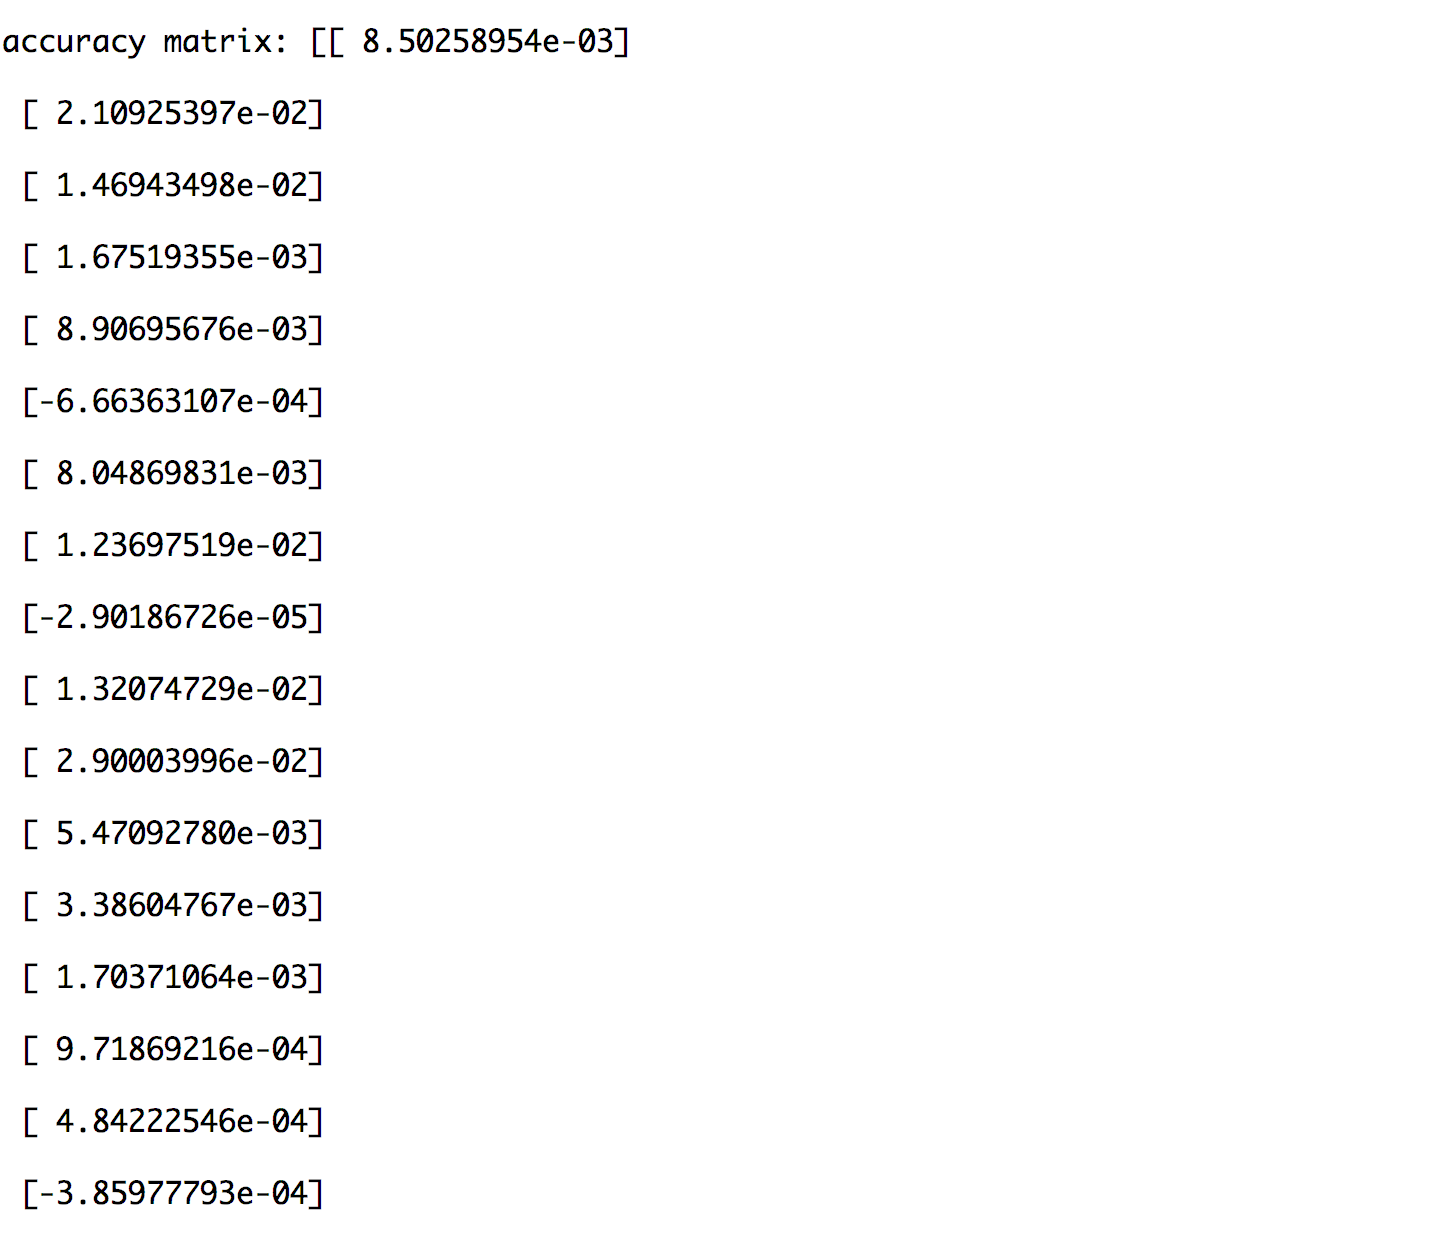 accuracy matrix: [[ 8.50258954e-03]
[ 2.10925397e-02]
[ 1.46943498e-02]
[ 1.67519355e-03]
[ 8.90695676e-03]
[-6.66363107e-04]
[ 8.04869831e-03]
[ 1.23697519e-02]
[-2.90186726e-05]
[ 1.32074729e-02]
[ 2.90003996e-02]
[ 5.47092780e-03]
[ 3.38604767e-03]
[ 1.70371064e-03]
[ 9.71869216e-04]
[ 4.84222546e-04]
[-3.85977793e-04]